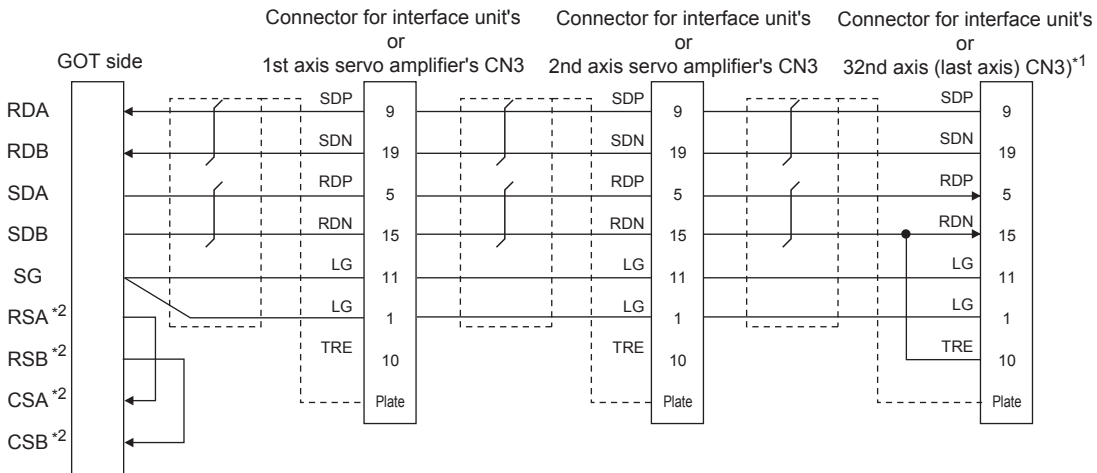 Connector for interface unit's
or
1st axis servo amplifier's CN3
Connector for interface unit's
or
2nd axis servo amplifier's CN3
Connector for interface unit's
or
32nd axis (last axis) CN3)*1
GOT side
RDA
RDB
SDA
SDB
SG
RSA *2
RSB *2
CSA *2
CSB *2
SDP
SDN
RDP
RDN
LG
LG
TRE
9
19
5
15
11
1
10
Plate
SDP
SDN
RDP
RDN
LG
LG
TRE
9
19
5
15
11
1
10
Plate
SDP
SDN
RDP
RDN
LG
LG
TRE
9
19
5
15
11
1
10
Plate